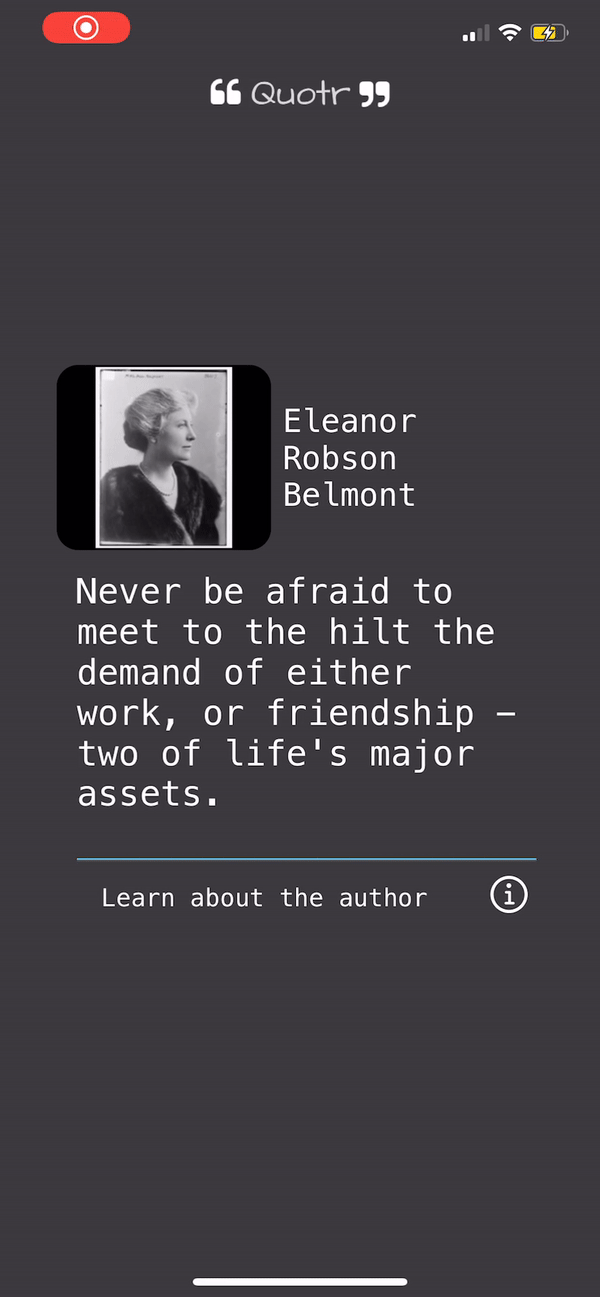 ❝ Quotr ❞
Eleanor
Robson
Belmont
Never be afraid to
meet to the hilt the
demand of either
work, or friendship –
two of life's major
assets.
Learn about the author